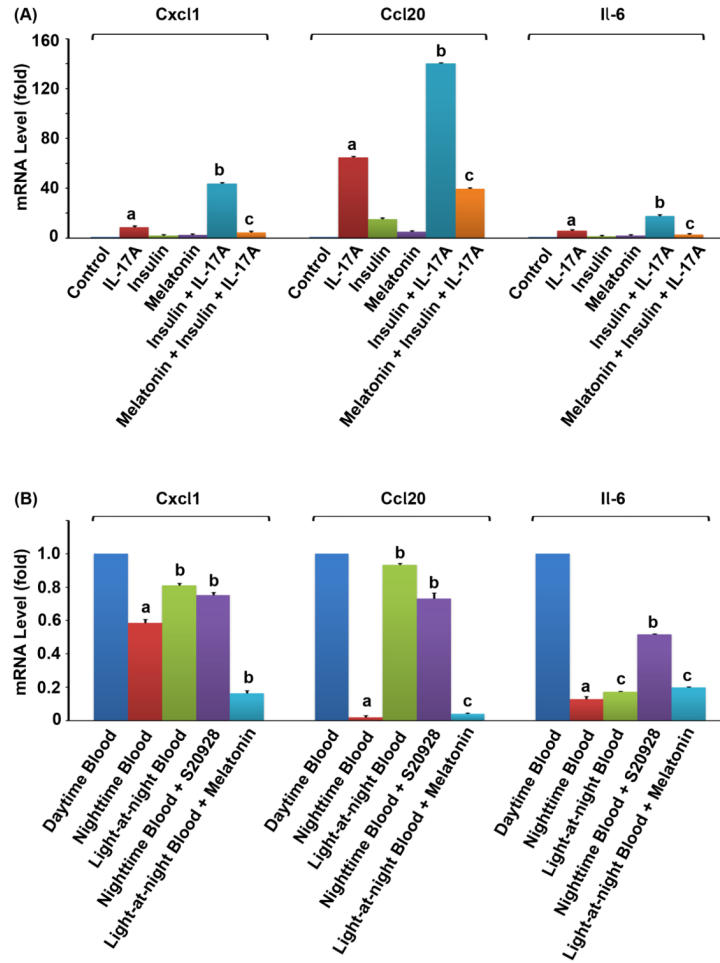 (A)
Cxcl1 Ccl20 Il-6
mRNA Level (fold)
160
120
80
40
0
a b c a b c a b c
Control IL-17A Insulin Melatonin Insulin + IL-17A Melatonin + Insulin + IL-17A
Control IL-17A Insulin Melatonin Insulin + IL-17A Melatonin + Insulin + IL-17A
Control IL-17A Insulin Melatonin Insulin + IL-17A Melatonin + Insulin + IL-17A
(B)
Cxcl1 Ccl20 Il-6
mRNA Level (fold)
1.0
0.8
0.6
0.4
0.2
0
a b b b a b b c a c b c
Daytime Blood Nighttime Blood Light-at-night Blood Nighttime Blood + S20928 Light-at-night Blood + Melatonin
Daytime Blood Nighttime Blood Light-at-night Blood Nighttime Blood + S20928 Light-at-night Blood + Melatonin
Daytime Blood Nighttime Blood Light-at-night Blood Nighttime Blood + S20928 Light-at-night Blood + Melatonin